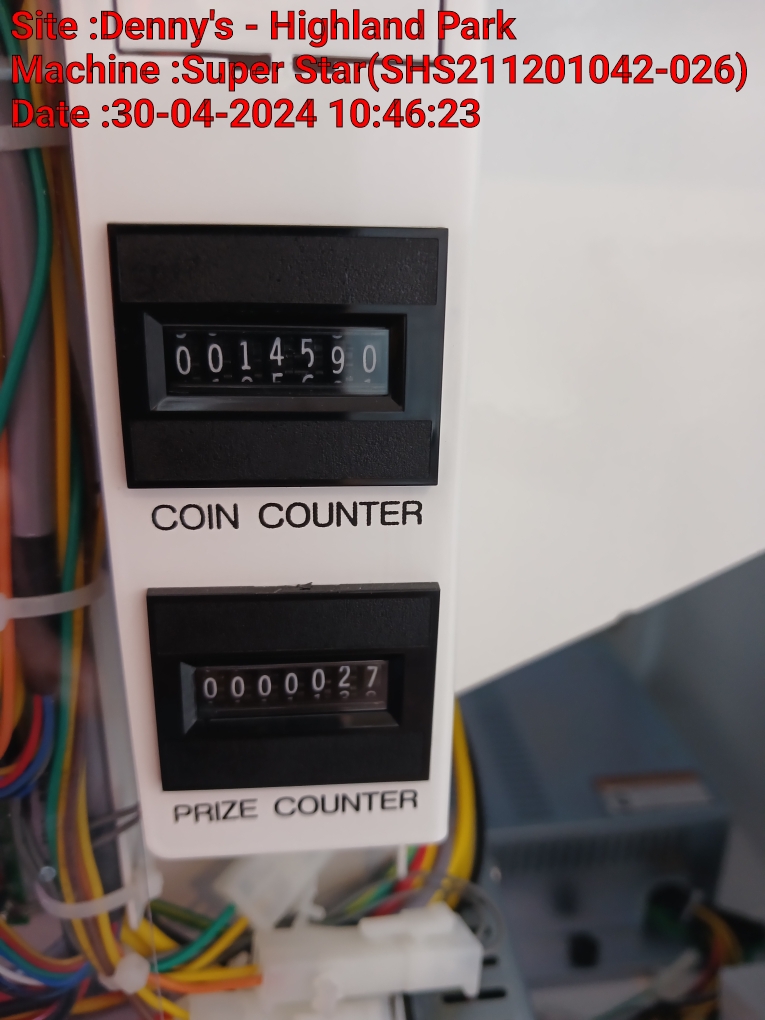 Site :Denny's - Highland Park
Machine :Super Star(SHS211201042-026)
Date :30-04-2024 10:46:23
0014590
COIN COUNTER
0000027
PRIZE COUNTER